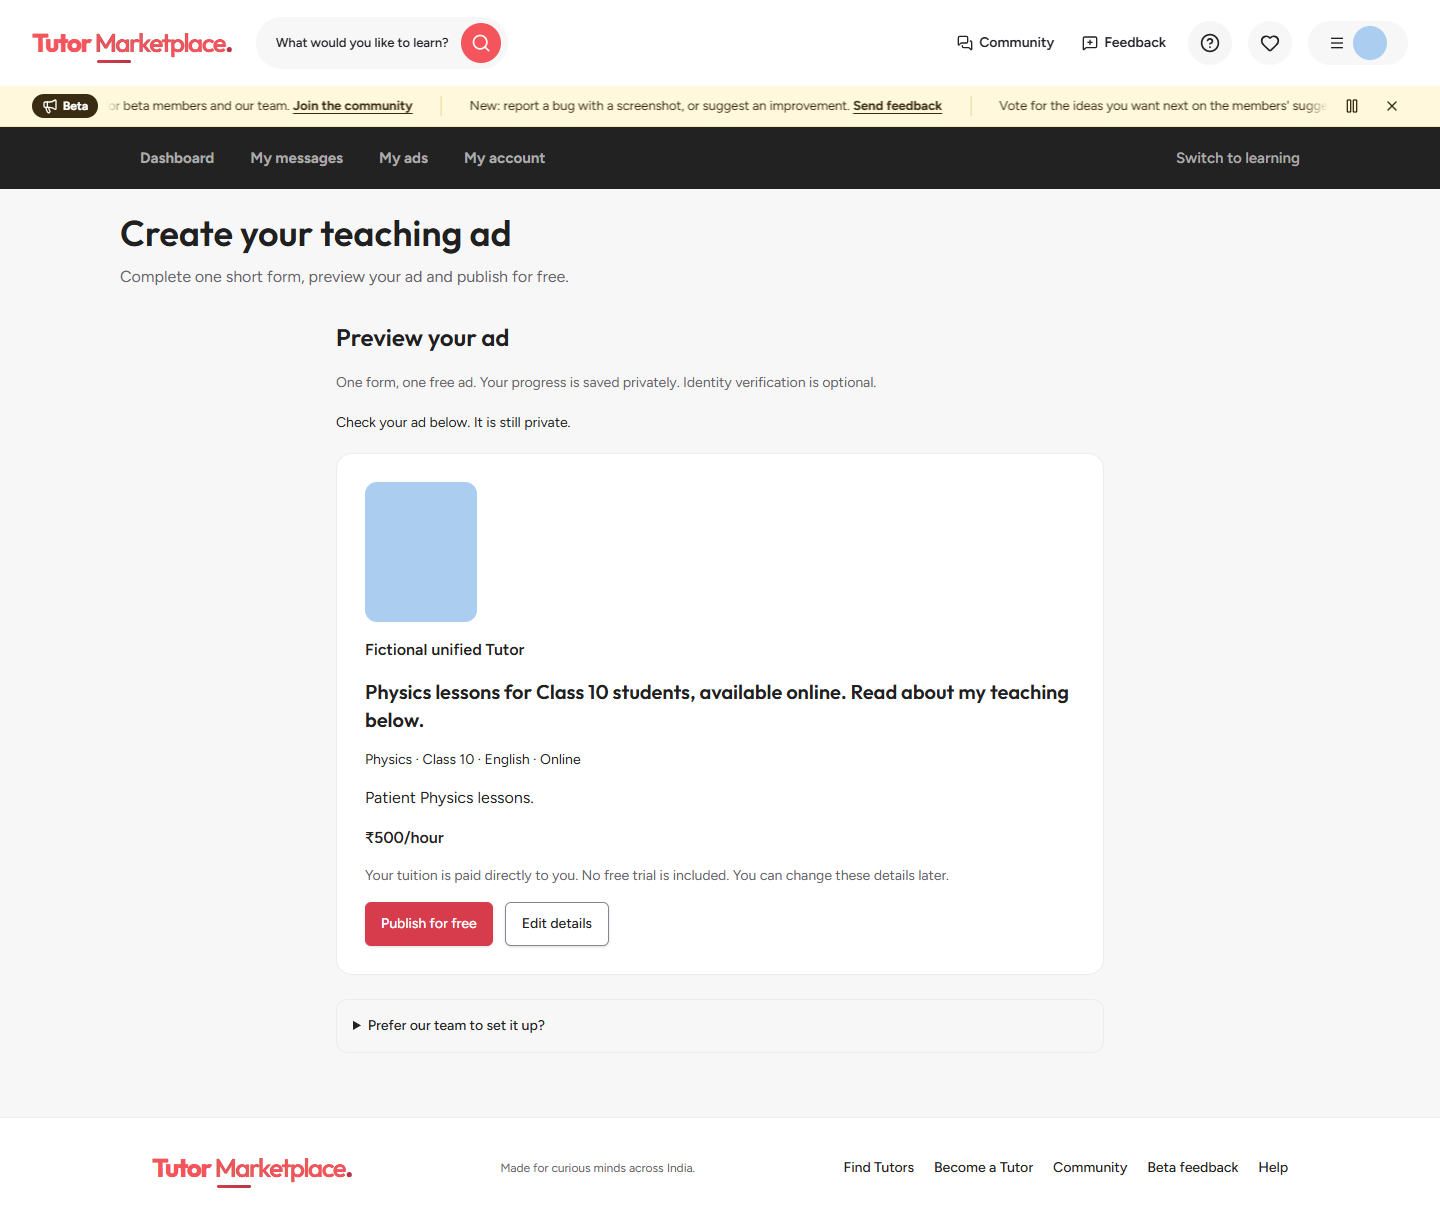 Tutor Marketplace.
What would you like to learn?
Community
Feedback
Beta
or beta members and our team. Join the community
New: report a bug with a screenshot, or suggest an improvement. Send feedback
Vote for the ideas you want next on the members'
Dashboard
My messages
My ads
My account
Switch to learning
Create your teaching ad
Complete one short form, preview your ad and publish for free.
Preview your ad
One form, one free ad. Your progress is saved privately. Identity verification is optional.
Check your ad below. It is still private.
Fictional unified Tutor
Physics lessons for Class 10 students, available online. Read about my teaching
below.
Physics · Class 10 · English · Online
Patient Physics lessons.
₹500/hour
Your tuition is paid directly to you. No free trial is included. You can change these details later.
Publish for free
Edit details
Prefer our team to set it up?
Tutor Marketplace.
Made for curious minds across India.
Find Tutors
Become a Tutor
Community
Beta feedback
Help